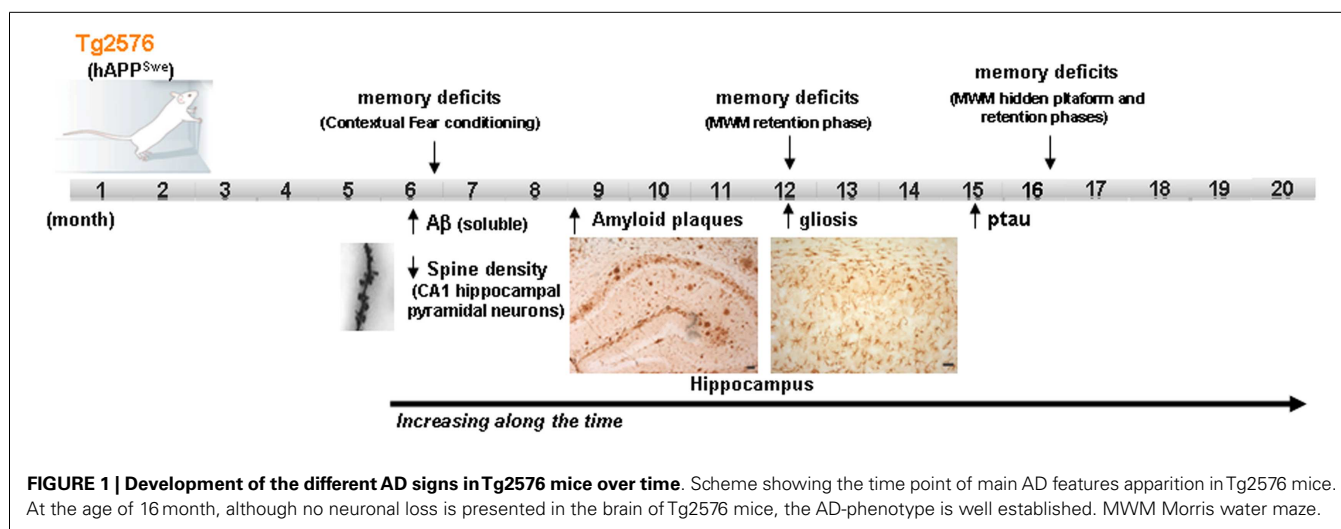 Tg2576
(hAPPSwe)
memory deficits
(Contextual Fear conditioning)
memory deficits
(MWM retention phase)
memory deficits
(MWM hidden pltaform and
retention phases)
1 2 3 4 5 6 7 8 9 10 11 12 13 14 15 16 17 18 19 20
(month)
↑ Aβ (soluble)
↑ Amyloid plaques
↑ gliosis
↑ ptau
↓ Spine density
(CA1 hippocampal
pyramidal neurons)
Hippocampus
Increasing along the time
FIGURE 1 | Development of the different AD signs in Tg2576 mice over time. Scheme showing the time point of main AD features apparition in Tg2576 mice.
At the age of 16 month, although no neuronal loss is presented in the brain of Tg2576 mice, the AD-phenotype is well established. MWM Morris water maze.